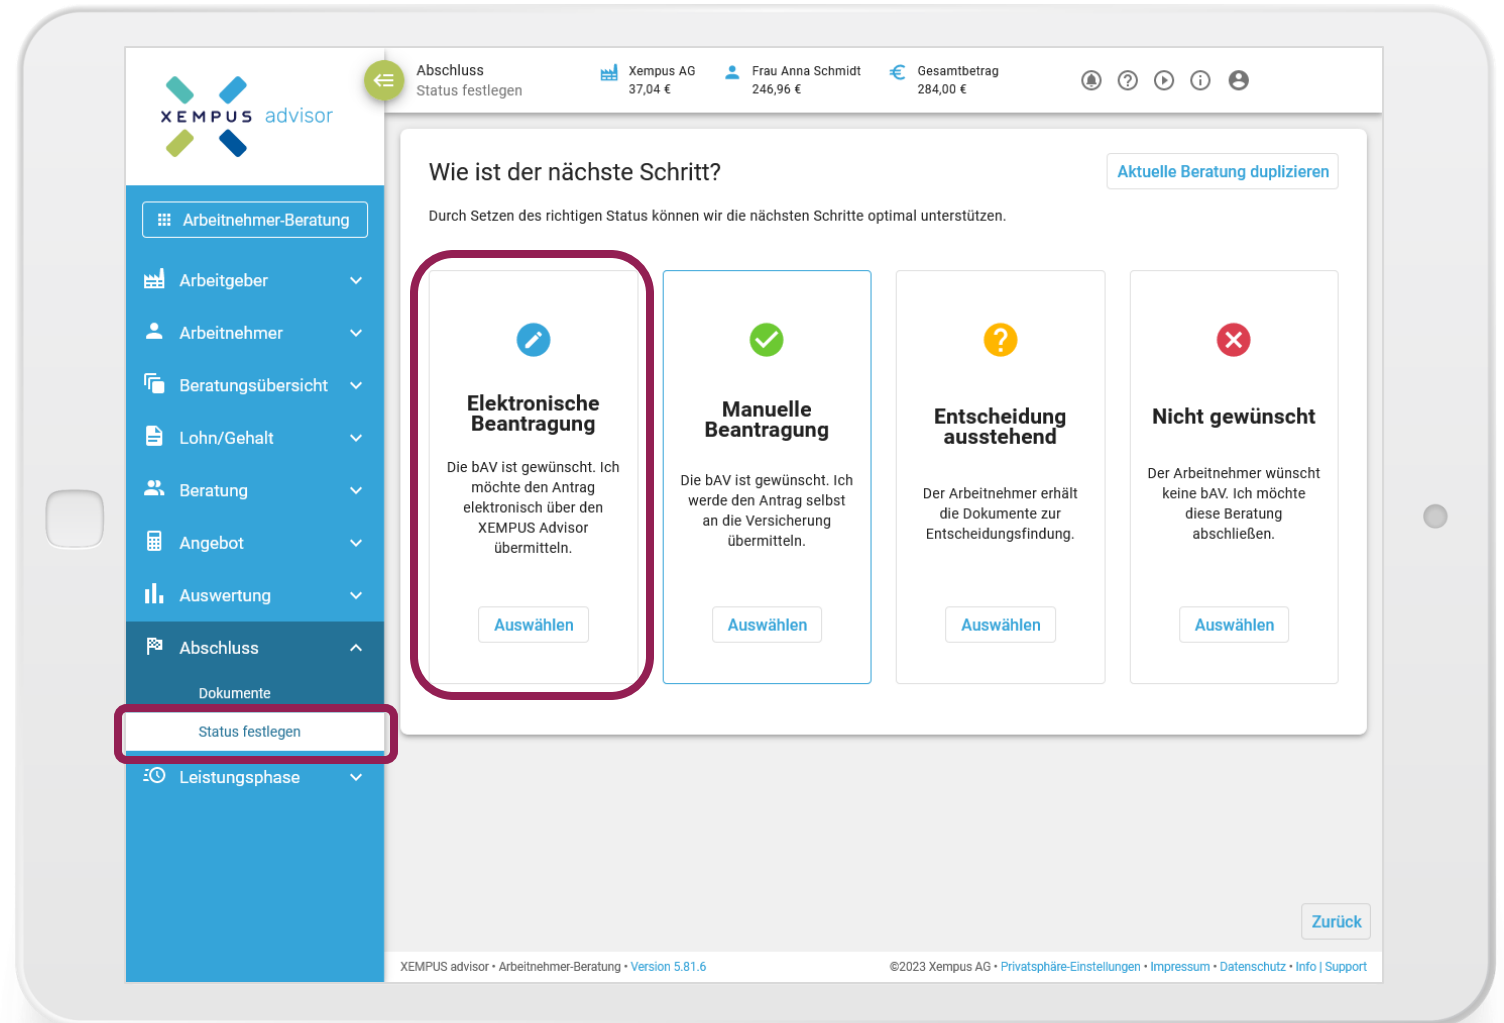 XEMPUS advisor
Abschluss
Status festlegen
Xempus AG
37,04 €
Frau Anna Schmidt
246,96 €
Gesamtbetrag
284,00 €
Arbeitnehmer-Beratung
Arbeitgeber
Arbeitnehmer
Beratungsübersicht
Lohn/Gehalt
Beratung
Angebot
Auswertung
Abschluss
Dokumente
Status festlegen
Leistungsphase
Wie ist der nächste Schritt?
Aktuelle Beratung duplizieren
Durch Setzen des richtigen Status können wir die nächsten Schritte optimal unterstützen.
Elektronische
Beantragung
Die bAV ist gewünscht. Ich
möchte den Antrag
elektronisch über den
XEMPUS Advisor
übermitteln.
Auswählen
Manuelle
Beantragung
Die bAV ist gewünscht. Ich
werde den Antrag selbst
an die Versicherung
übermitteln.
Auswählen
Entscheidung
ausstehend
Der Arbeitnehmer erhält
die Dokumente zur
Entscheidungsfindung.
Auswählen
Nicht gewünscht
Der Arbeitnehmer wünscht
keine bAV. Ich möchte
diese Beratung
abschließen.
Auswählen
Zurück
XEMPUS advisor • Arbeitnehmer-Beratung • Version 5.81.6
©2023 Xempus AG • Privatsphäre-Einstellungen • Impressum • Datenschutz • Info | Support